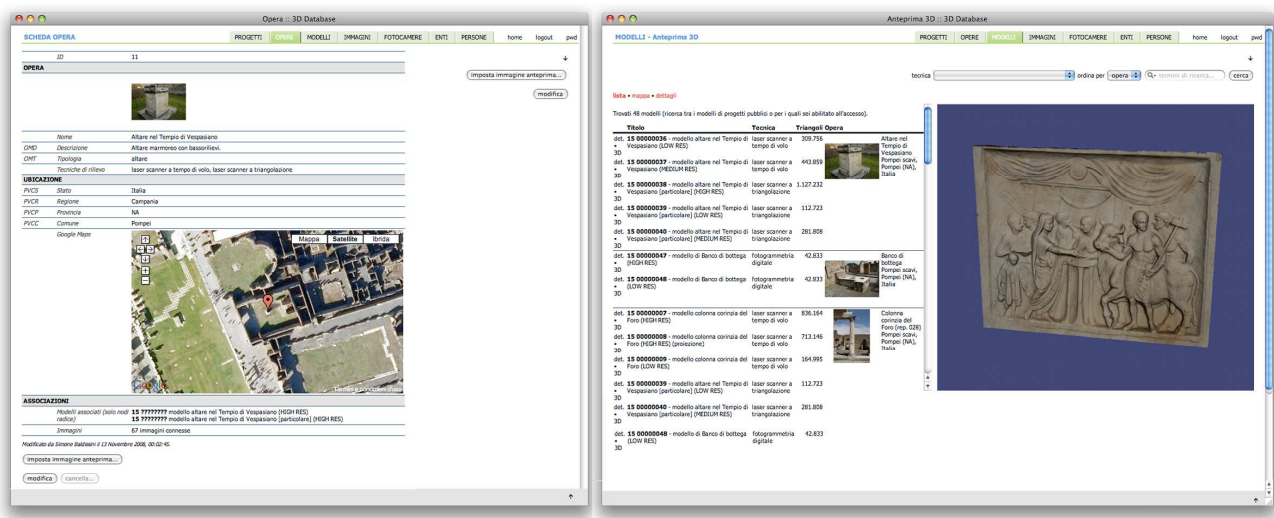 Opera :: 3D Database
SCHEDA OPERA
PROGETTI OPERE MODELLI IMMAGINI FOTOCAMERE ENTI PERSONE home logout pwd
ID 11
OPERA
imposta immagine anteprima...
modifica
Nome Altare nel Tempio di Vespasiano
OMD Descrizione Altare marmoreo con bassorilievi.
OMT Tipologia altare
Tecniche di rilievo laser scanner a tempo di volo, laser scanner a triangolazione
UBICAZIONE
PVCS Stato Italia
PVCR Regione Campania
PVCP Provincia NA
PVCC Comune Pompei
Google Maps
Mappa Satellite Ibrida
Google
Termini e condizioni d'uso
ASSOCIAZIONI
Modelli associati (solo nodi 15 ???????? modello altare nel Tempio di Vespasiano (HIGH RES)
radice) 15 ???????? modello altare nel Tempio di Vespasiano [particolare] (HIGH RES)
Immagini 67 immagini connesse
Modificato da Simone Baldissini il 13 Novembre 2008, 00:02:45.
imposta immagine anteprima...
modifica cancella...
Anteprima 3D :: 3D Database
MODELLI - Anteprima 3D
PROGETTI OPERE MODELLI IMMAGINI FOTOCAMERE ENTI PERSONE home logout pwd
tecnica ordina per opera termini di ricerca... cerca
lista • mappa • dettagli
Trovati 48 modelli (ricerca tra i modelli di progetti pubblici o per i quali sei abilitato all'accesso).
Titolo Tecnica Triangoli Opera
det. 15 00000036 - modello altare nel Tempio di laser scanner a 309.756 Altare nel
• Vespasiano (LOW RES) tempo di volo Tempio di
3D Vespasiano
det. 15 00000037 - modello altare nel Tempio di laser scanner a 443.859 Pompei scavi,
• Vespasiano (MEDIUM RES) tempo di volo Pompei (NA),
3D Italia
det. 15 00000038 - modello altare nel Tempio di laser scanner a 1.127.232
• Vespasiano [particolare] (HIGH RES) triangolazione
3D
det. 15 00000039 - modello altare nel Tempio di laser scanner a 112.723
• Vespasiano [particolare] (LOW RES) triangolazione
3D
det. 15 00000040 - modello altare nel Tempio di laser scanner a 281.808
• Vespasiano [particolare] (MEDIUM RES) triangolazione
3D
det. 15 00000047 - modello di Banco di bottega fotogrammetria 42.833 Banco di
• (HIGH RES) digitale bottega
3D Pompei scavi,
det. 15 00000048 - modello di Banco di bottega fotogrammetria 42.833 Pompei (NA),
• (LOW RES) digitale Italia
3D
det. 15 00000007 - modello colonna corinzia del laser scanner a 836.164 Colonna
• Foro (HIGH RES) tempo di volo corinzia del
3D Foro (rep. 028)
det. 15 00000008 - modello colonna corinzia del laser scanner a 713.146 Pompei scavi,
• Foro (HIGH RES) (proiezione) tempo di volo Pompei (NA),
3D Italia
det. 15 00000009 - modello colonna corinzia del laser scanner a 164.995
• Foro (LOW RES) tempo di volo
3D
det. 15 00000039 - modello altare nel Tempio di laser scanner a 112.723
• Vespasiano [particolare] (LOW RES) triangolazione
3D
det. 15 00000040 - modello altare nel Tempio di laser scanner a 281.808
• Vespasiano [particolare] (MEDIUM RES) triangolazione
3D
det. 15 00000048 - modello di Banco di bottega fotogrammetria 42.833
• (LOW RES) digitale
3D